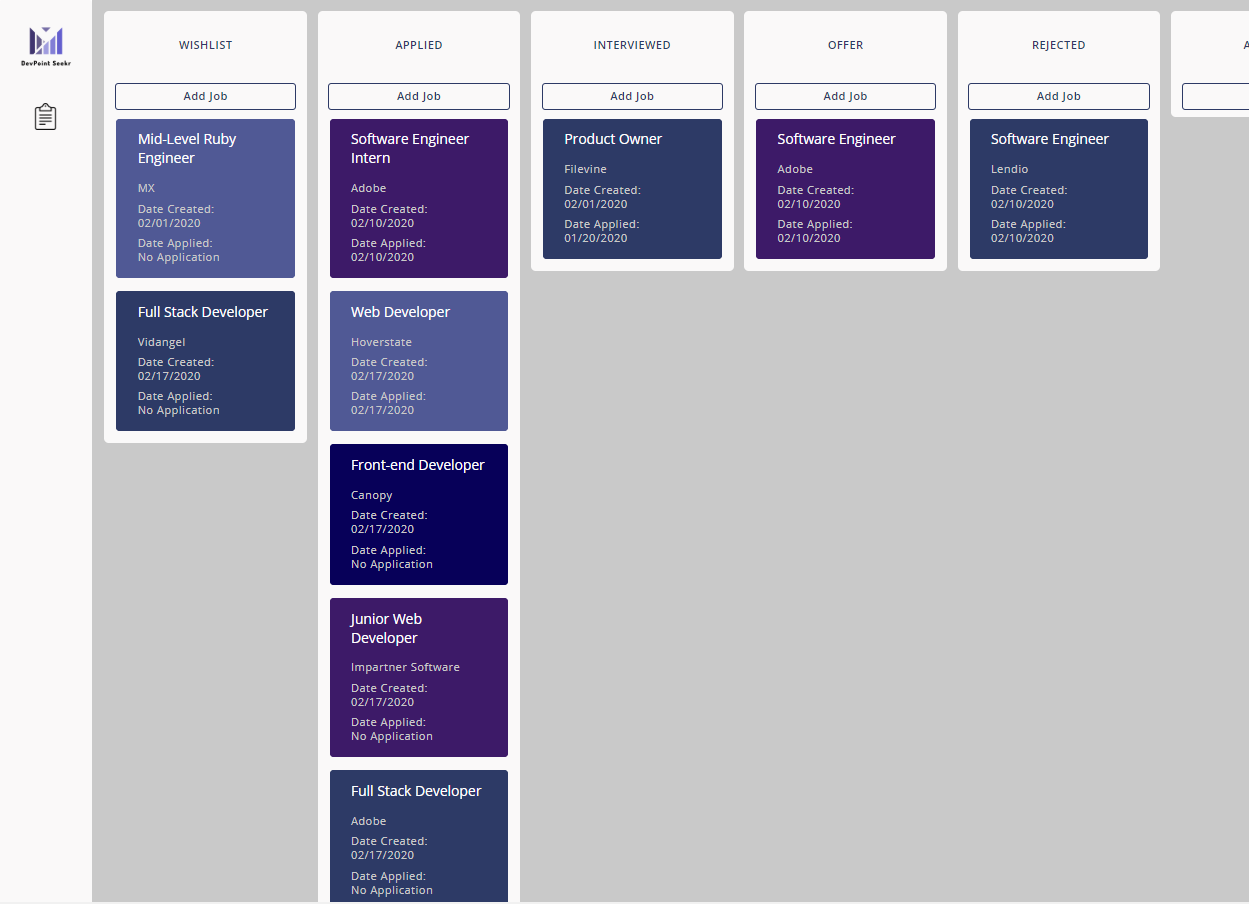 DevPoint Seekr
WISHLIST
Add Job
Mid-Level Ruby
Engineer
MX
Date Created:
02/01/2020
Date Applied:
No Application
Full Stack Developer
Vidangel
Date Created:
02/17/2020
Date Applied:
No Application
APPLIED
Add Job
Software Engineer
Intern
Adobe
Date Created:
02/10/2020
Date Applied:
02/10/2020
Web Developer
Hoverstate
Date Created:
02/17/2020
Date Applied:
02/17/2020
Front-end Developer
Canopy
Date Created:
02/17/2020
Date Applied:
No Application
Junior Web
Developer
Impartner Software
Date Created:
02/17/2020
Date Applied:
No Application
Full Stack Developer
Adobe
Date Created:
02/17/2020
Date Applied:
No Application
INTERVIEWED
Add Job
Product Owner
Filevine
Date Created:
02/01/2020
Date Applied:
01/20/2020
OFFER
Add Job
Software Engineer
Adobe
Date Created:
02/10/2020
Date Applied:
02/10/2020
REJECTED
Add Job
Software Engineer
Lendio
Date Created:
02/10/2020
Date Applied:
02/10/2020